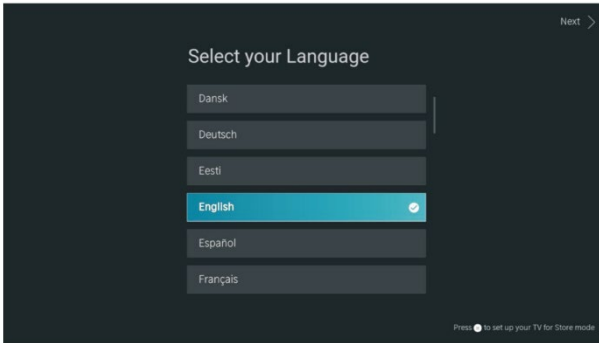 Next
Select your Language
Dansk
Deutsch
Eesti
English
Español
Français
Press to set up your TV for Store mode